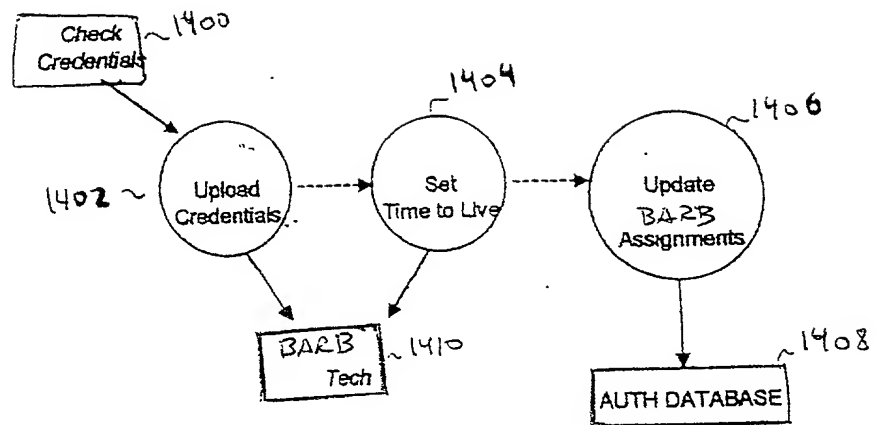 Check
Credentials
1400
1404
1406
1402
Upload
Credentials
Set
Time to Live
Update
BARB
Assignments
BARB
Tech
1410
1408
AUTH DATABASE